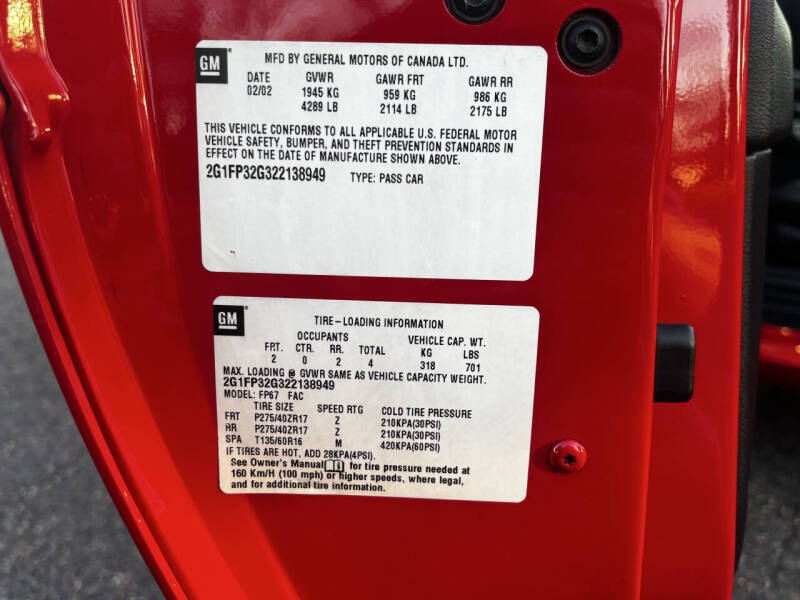 GM
MFD BY GENERAL MOTORS OF CANADA LTD.
DATE GVWR GAWR FRT GAWR RR
02/02 1945 KG 959 KG 986 KG
4289 LB 2114 LB 2175 LB
THIS VEHICLE CONFORMS TO ALL APPLICABLE U.S. FEDERAL MOTOR
VEHICLE SAFETY, BUMPER, AND THEFT PREVENTION STANDARDS IN
EFFECT ON THE DATE OF MANUFACTURE SHOWN ABOVE.
2G1FP32G322138949 TYPE: PASS CAR
GM
TIRE-LOADING INFORMATION
OCCUPANTS VEHICLE CAP. WT.
FRT. CTR. RR. TOTAL KG LBS
2 0 2 4 318 701
MAX. LOADING @ GVWR SAME AS VEHICLE CAPACITY WEIGHT.
2G1FP32G322138949
MODEL: FP67 FAC
TIRE SIZE SPEED RTG COLD TIRE PRESSURE
FRT P275/40ZR17 Z 210KPA(30PSI)
RR P275/40ZR17 Z 210KPA(30PSI)
SPA T135/60R16 M 420KPA(60PSI)
IF TIRES ARE HOT, ADD 28KPA(4PSI).
See Owner's Manual for tire pressure needed at
160 Km/H (100 mph) or higher speeds, where legal,
and for additional tire information.